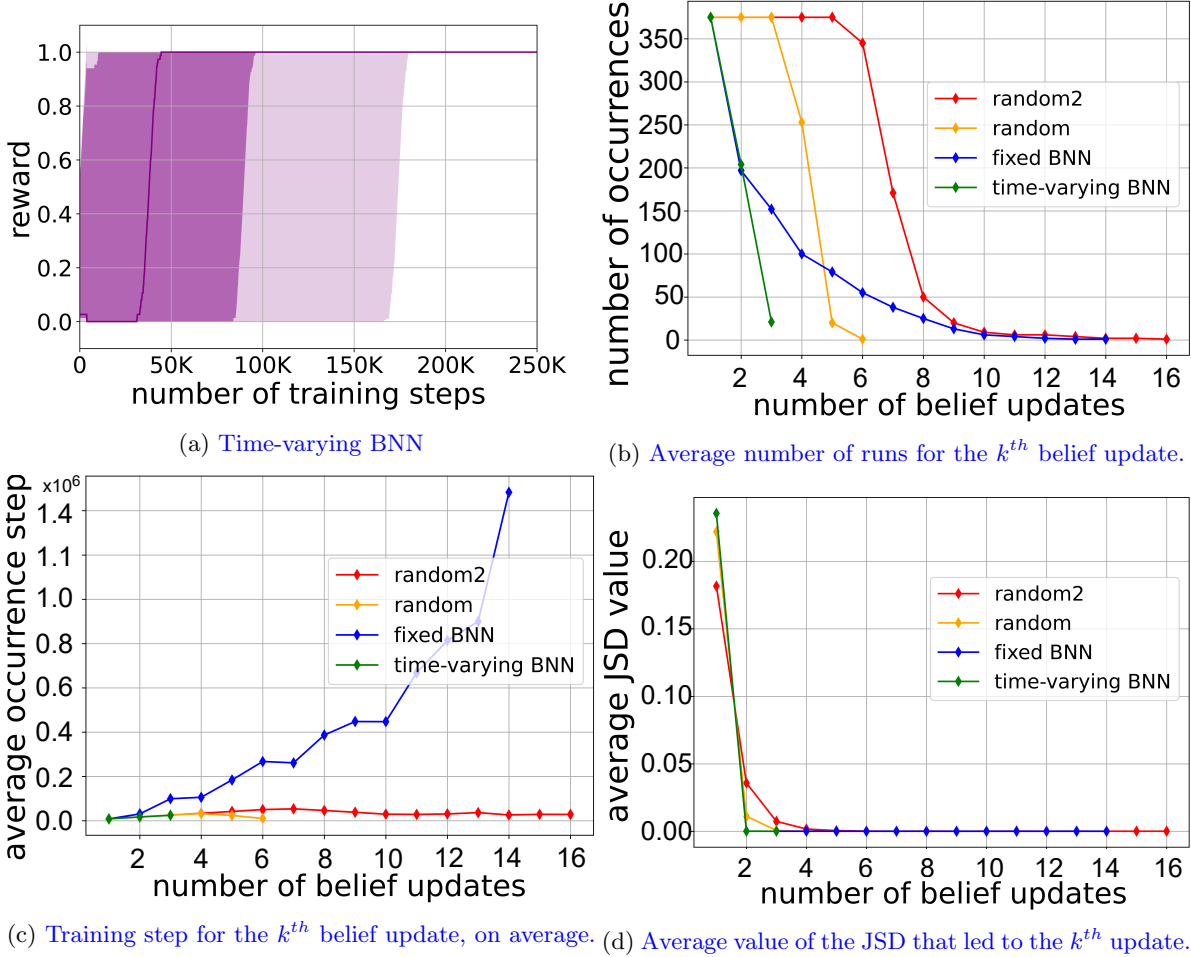 reward
1.0
0.8
0.6
0.4
0.2
0.0
0 50K 100K 150K 200K 250K
number of training steps
(a) Time-varying BNN
number of occurrences
350
300
250
200
150
100
50
0
random2
random
fixed BNN
time-varying BNN
2 4 6 8 10 12 14 16
number of belief updates
(b) Average number of runs for the k^th belief update.
average occurrence step
x10^6
1.4
1.1
1.0
0.8
0.6
0.4
0.2
0.0
random2
random
fixed BNN
time-varying BNN
2 4 6 8 10 12 14 16
number of belief updates
(c) Training step for the k^th belief update, on average.
average JSD value
0.20
0.15
0.10
0.05
0.00
random2
random
fixed BNN
time-varying BNN
2 4 6 8 10 12 14 16
number of belief updates
(d) Average value of the JSD that led to the k^th update.